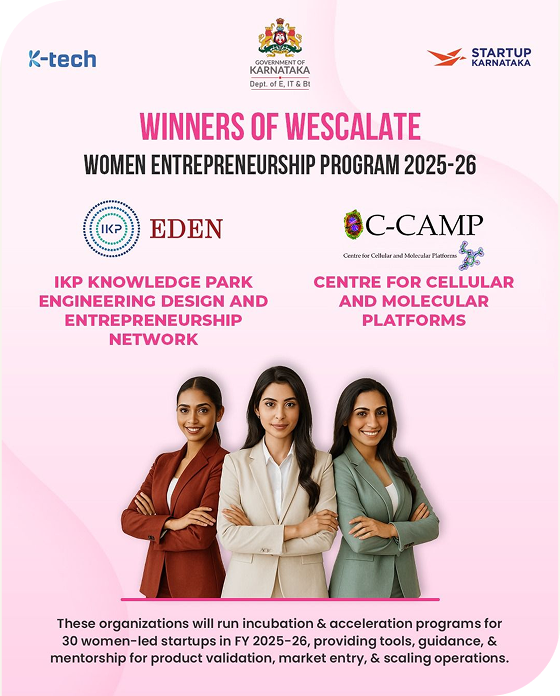 K-tech
GOVERNMENT OF
KARNATAKA
Dept. of E, IT & Bt
STARTUP
KARNATAKA
WINNERS OF WESCALATE
WOMEN ENTREPRENEURSHIP PROGRAM 2025-26
IKP EDEN
C-CAMP
Centre for Cellular and Molecular Platforms
IKP KNOWLEDGE PARK
ENGINEERING DESIGN AND
ENTREPRENEURSHIP
NETWORK
CENTRE FOR CELLULAR
AND MOLECULAR
PLATFORMS
These organizations will run incubation & acceleration programs for
30 women-led startups in FY 2025-26, providing tools, guidance, &
mentorship for product validation, market entry, & scaling operations.